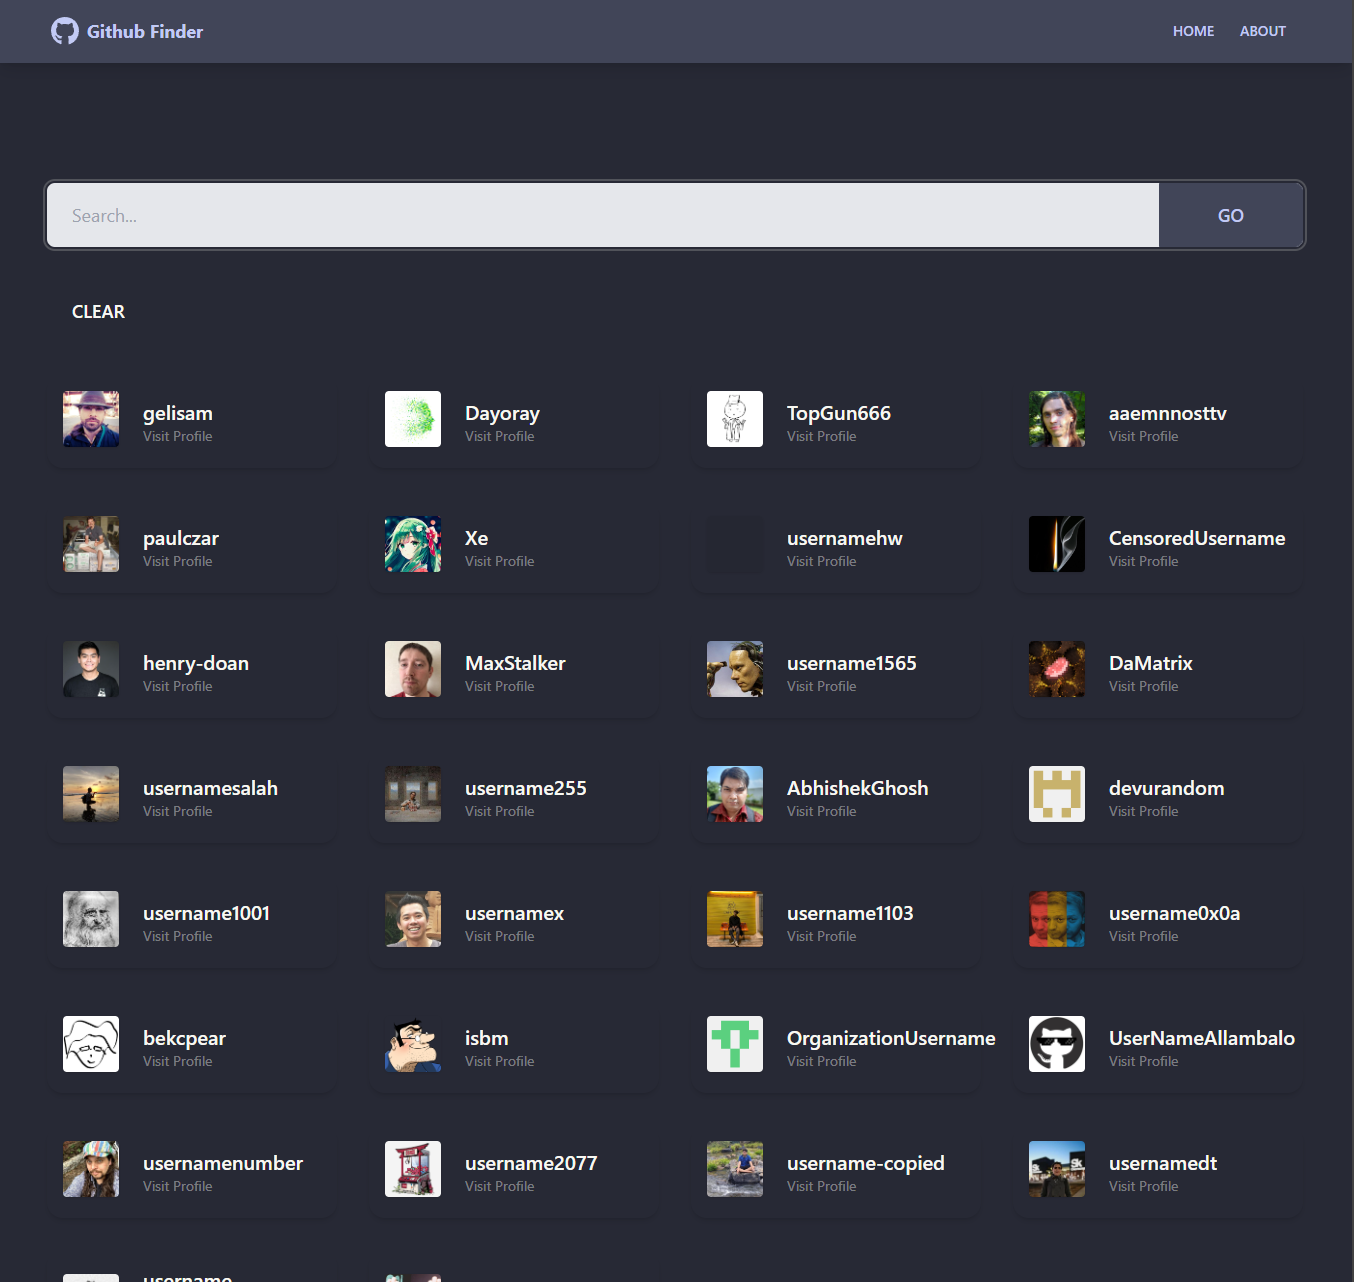 Github Finder
HOME ABOUT
Search...
GO
CLEAR
gelisam
Visit Profile
Dayoray
Visit Profile
TopGun666
Visit Profile
aaemnnosttv
Visit Profile
paulczar
Visit Profile
Xe
Visit Profile
usernamehw
Visit Profile
CensoredUsername
Visit Profile
henry-doan
Visit Profile
MaxStalker
Visit Profile
username1565
Visit Profile
DaMatrix
Visit Profile
usernamesalah
Visit Profile
username255
Visit Profile
AbhishekGhosh
Visit Profile
devurandom
Visit Profile
username1001
Visit Profile
usernamex
Visit Profile
username1103
Visit Profile
username0x0a
Visit Profile
bekcpear
Visit Profile
isbm
Visit Profile
OrganizationUsername
Visit Profile
UserNameAllambalo
Visit Profile
usernamenumber
Visit Profile
username2077
Visit Profile
username-copied
Visit Profile
usernamedt
Visit Profile
username